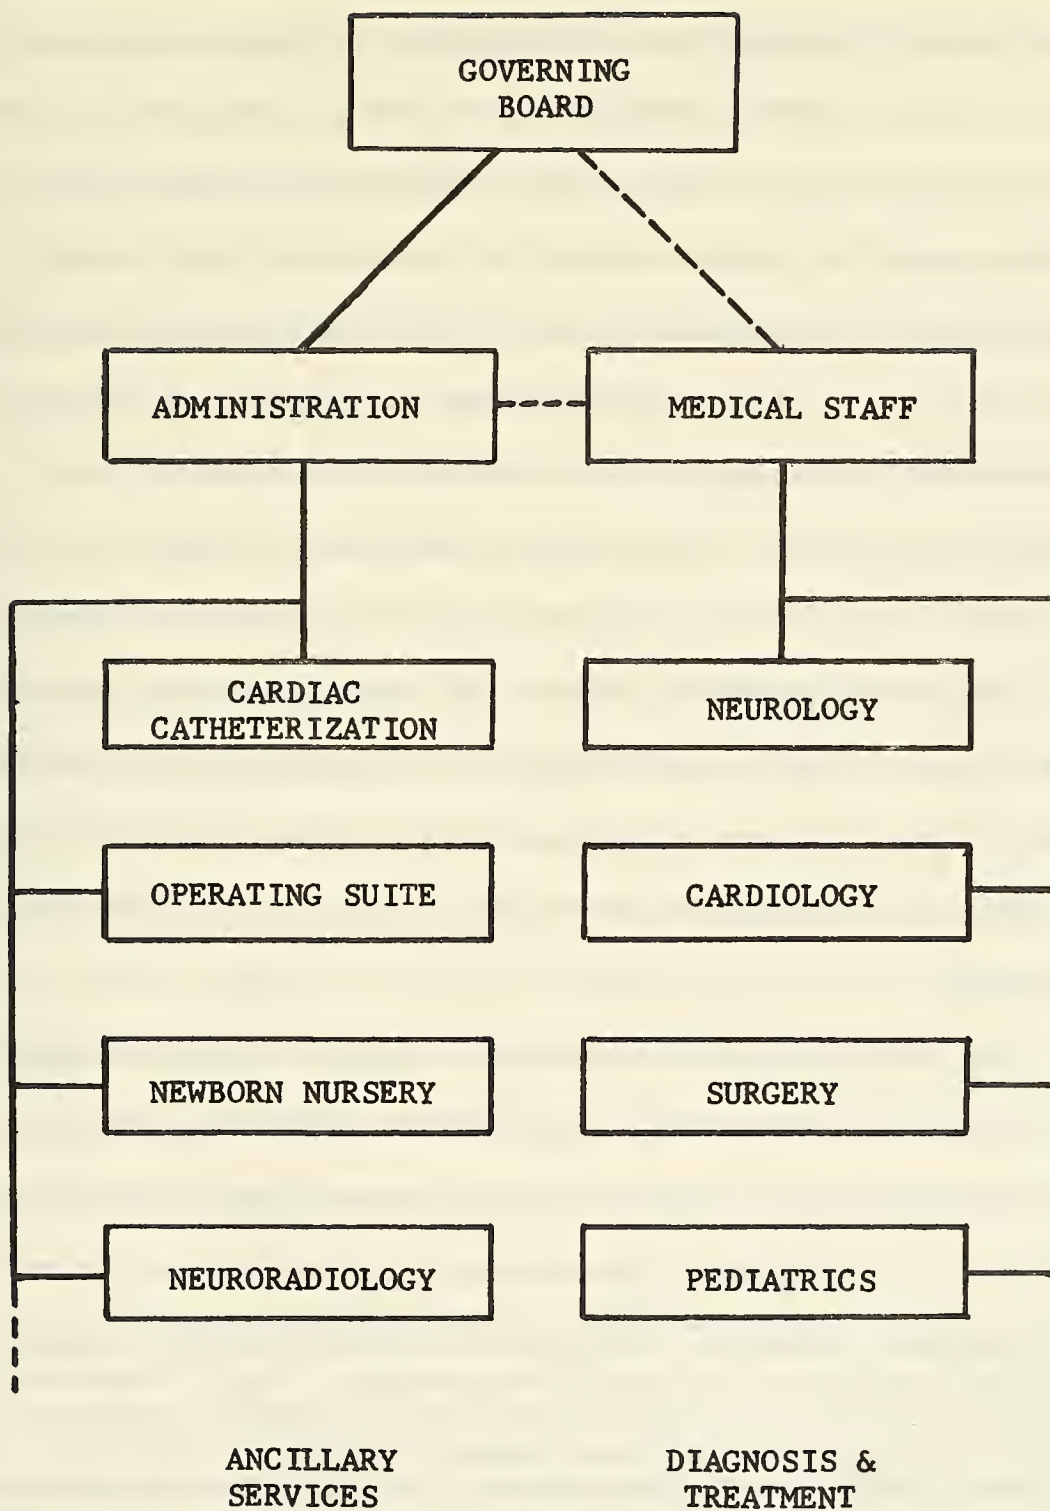 GOVERNING
BOARD
ADMINISTRATION
MEDICAL STAFF
CARDIAC
CATHETERIZATION
NEUROLOGY
OPERATING SUITE
CARDIOLOGY
NEWBORN NURSERY
SURGERY
NEURORADIOLOGY
PEDIATRICS
ANCILLARY
SERVICES
DIAGNOSIS &
TREATMENT